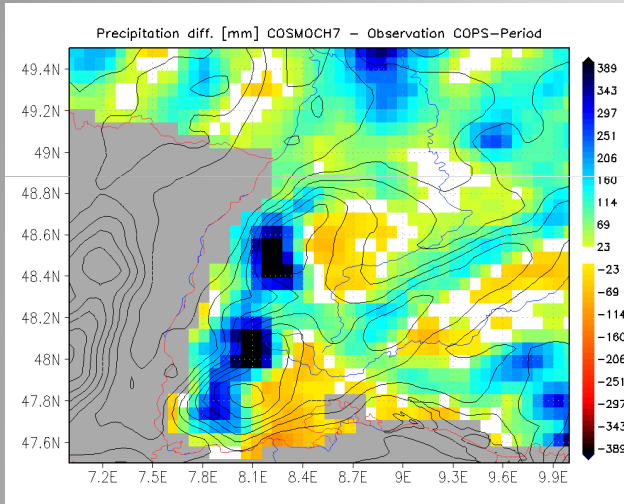 Precipitation diff. [mm] COSMOCH7 – Observation COPS–Period
49.4N
49.2N
49N
48.8N
48.6N
48.4N
48.2N
48N
47.8N
47.6N
7.2E 7.5E 7.8E 8.1E 8.4E 8.7E 9E 9.3E 9.6E 9.9E
389
343
297
251
206
160
114
69
23
−23
−69
−114
−160
−206
−251
−297
−343
−389